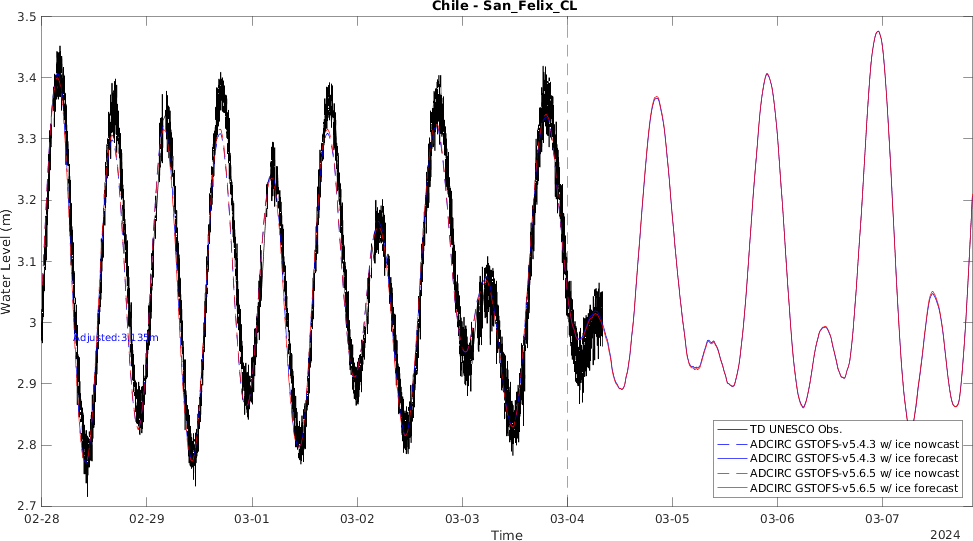 Chile - San_Felix_CL
3.5
3.4
3.3
3.2
3.1
3
2.9
2.8
2.7
Water Level (m)
Adjusted:3.135m
TD UNESCO Obs.
ADCIRC GSTOFS-v5.4.3 w/ ice nowcast
ADCIRC GSTOFS-v5.4.3 w/ ice forecast
ADCIRC GSTOFS-v5.6.5 w/ ice nowcast
ADCIRC GSTOFS-v5.6.5 w/ ice forecast
02-28 02-29 03-01 03-02 03-03 03-04 03-05 03-06 03-07
Time
2024